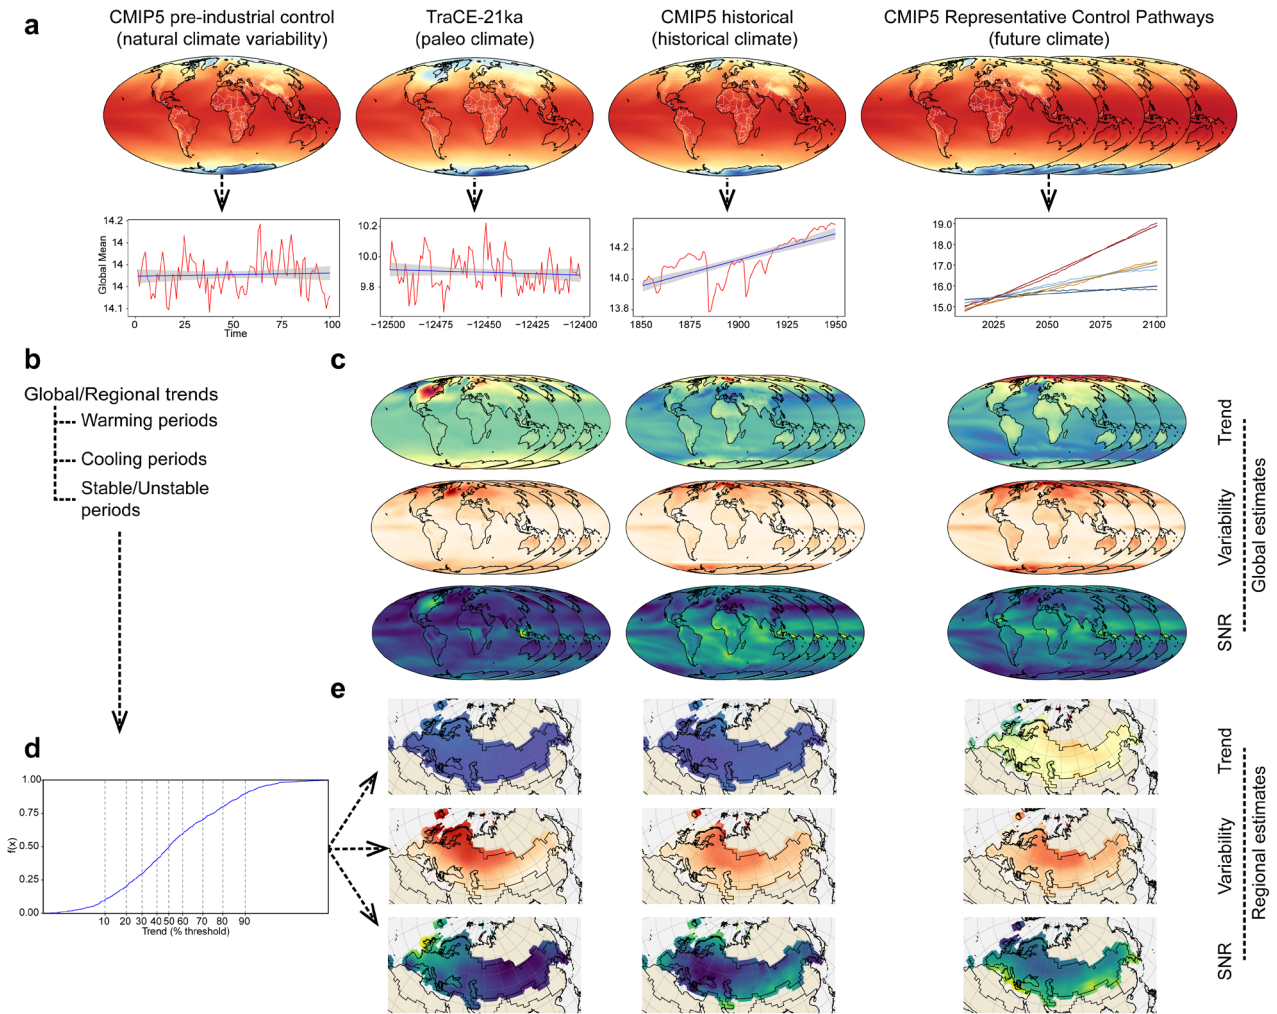 a
CMIP5 pre-industrial control
(natural climate variability)
TraCE-21ka
(paleo climate)
CMIP5 historical
(historical climate)
CMIP5 Representative Control Pathways
(future climate)
Global Mean
14.2
14
14
14
14.1
0
25
50
75
100
Time
10.2
10.0
9.8
−12500
−12475
−12450
−12425
−12400
14.2
14.0
13.8
1850
1875
1900
1925
1950
19.0
17.0
16.0
15.0
2025
2050
2075
2100
b
Global/Regional trends
Warming periods
Cooling periods
Stable/Unstable
periods
c
Trend
Variability
SNR
Global estimates
d
f(x)
1.00
0.75
0.50
0.25
0.00
10
20
30
40
50
60
70
80
90
Trend (% threshold)
e
Trend
Variability
SNR
Regional estimates